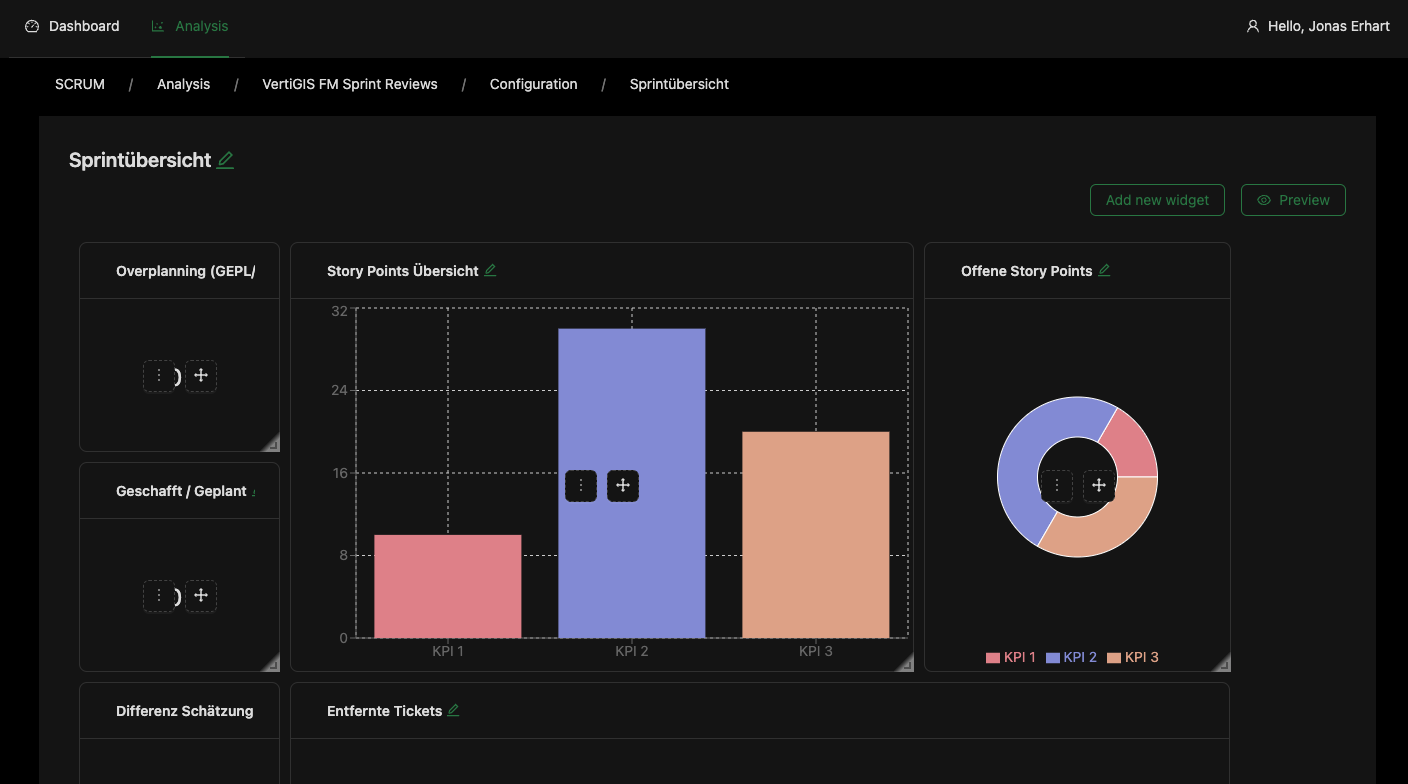 Dashboard
Analysis
Hello, Jonas Erhart
SCRUM / Analysis / VertiGIS FM Sprint Reviews / Configuration / Sprintübersicht
Sprintübersicht
Add new widget
Preview
Overplanning (GEPL/
Story Points Übersicht
Offene Story Points
32
24
16
8
0
KPI 1
KPI 2
KPI 3
KPI 1
KPI 2
KPI 3
Geschafft / Geplant
Differenz Schätzung
Entfernte Tickets